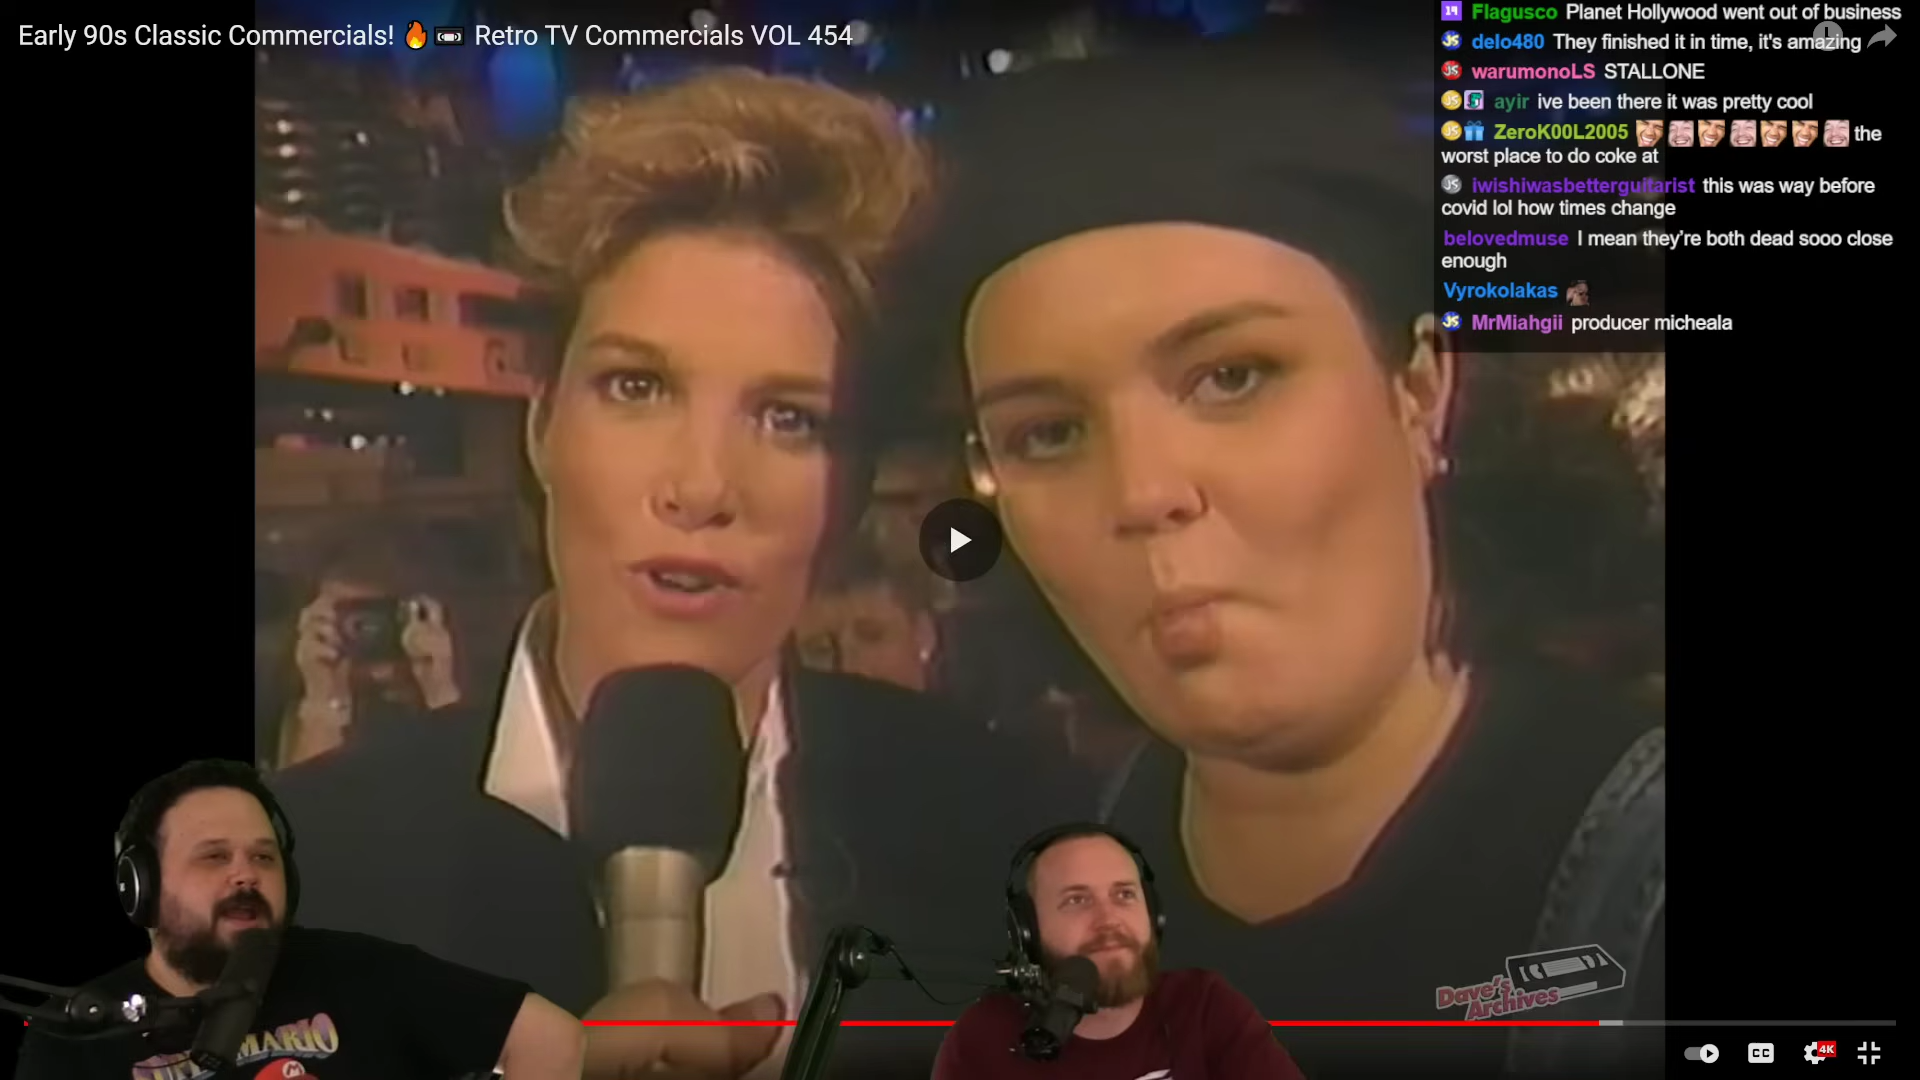 Early 90s Classic Commercials! 🔥📼 Retro TV Commercials VOL 454
Flagusco Planet Hollywood went out of business
delo480 They finished it in time, it's amazing
warumonoLS STALLONE
ayir ive been there it was pretty cool
ZeroK00L2005 the
worst place to do coke at
iwishiwasbetterguitarist this was way before
covid lol how times change
belovedmuse I mean they’re both dead sooo close
enough
Vyrokolakas
MrMiahgii producer micheala
Dave's
Archives
MARIO
CC
4K